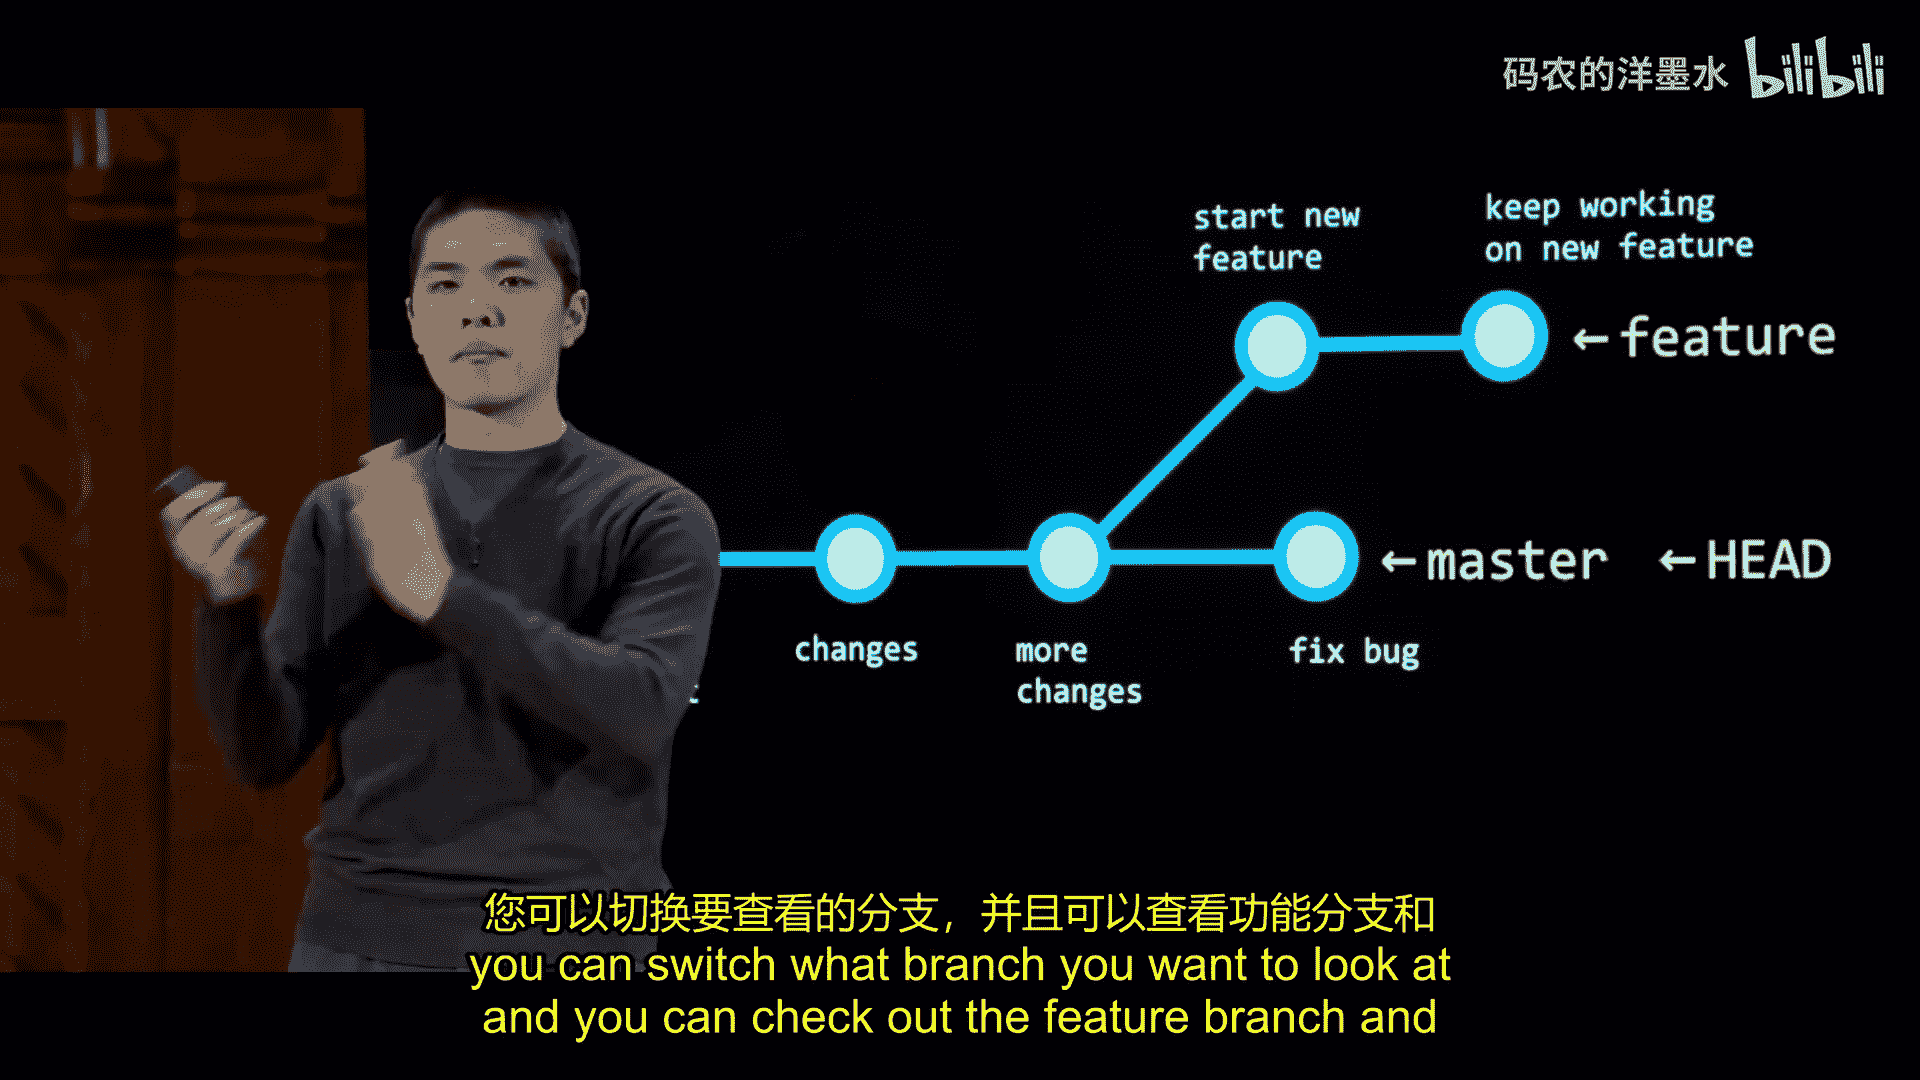 码农的洋墨水 bilibili
start new
feature
keep working
on new feature
←feature
←master ←HEAD
changes
more
changes
fix bug
您可以切换要查看的分支，并且可以查看功能分支和
you can switch what branch you want to look at
and you can check out the feature branch and